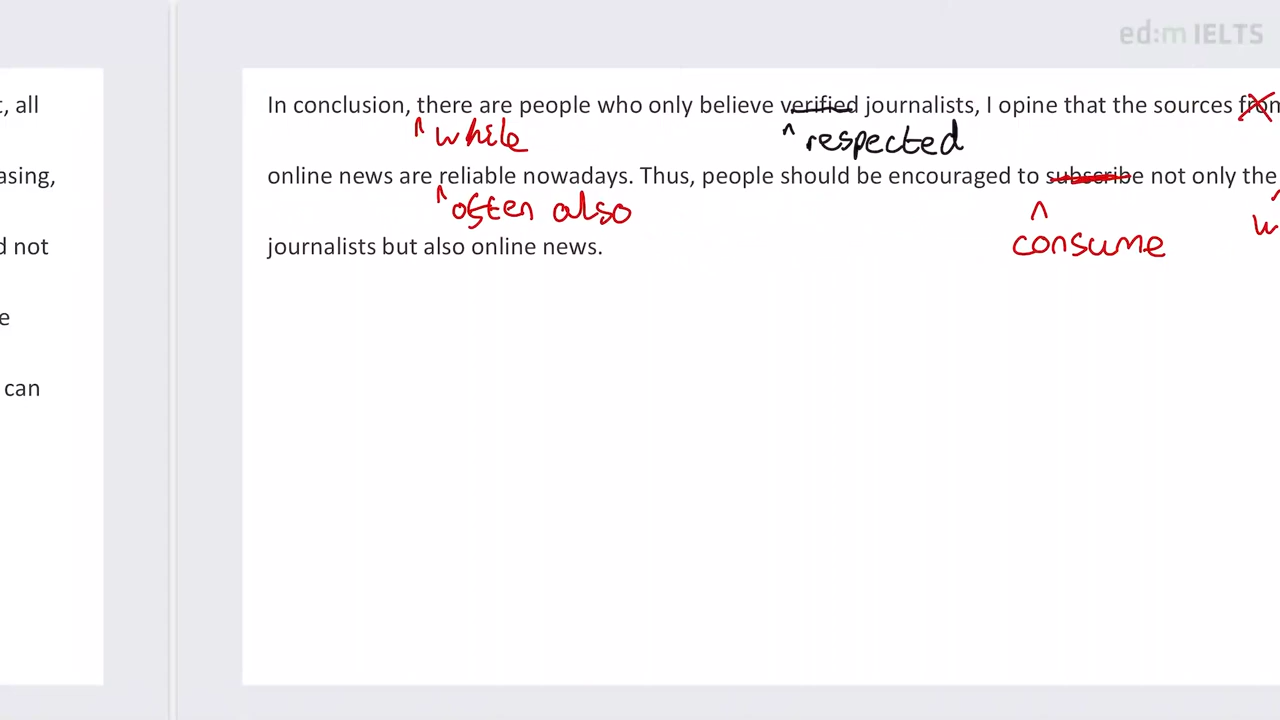 ed:m IELTS
, all
asing,
d not
e
can
In conclusion, there are people who only believe verified journalists, I opine that the sources from
while
respected
online news are reliable nowadays. Thus, people should be encouraged to subscribe not only the
often also
consume
journalists but also online news.